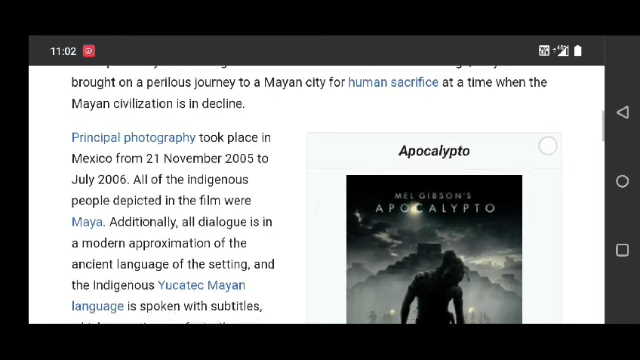 11:02
brought on a perilous journey to a Mayan city for human sacrifice at a time when the
Mayan civilization is in decline.
Principal photography took place in
Mexico from 21 November 2005 to
July 2006. All of the indigenous
people depicted in the film were
Maya. Additionally, all dialogue is in
a modern approximation of the
ancient language of the setting, and
the Indigenous Yucatec Mayan
language is spoken with subtitles,
Apocalypto
MEL GIBSON'S
APOCALYPTO